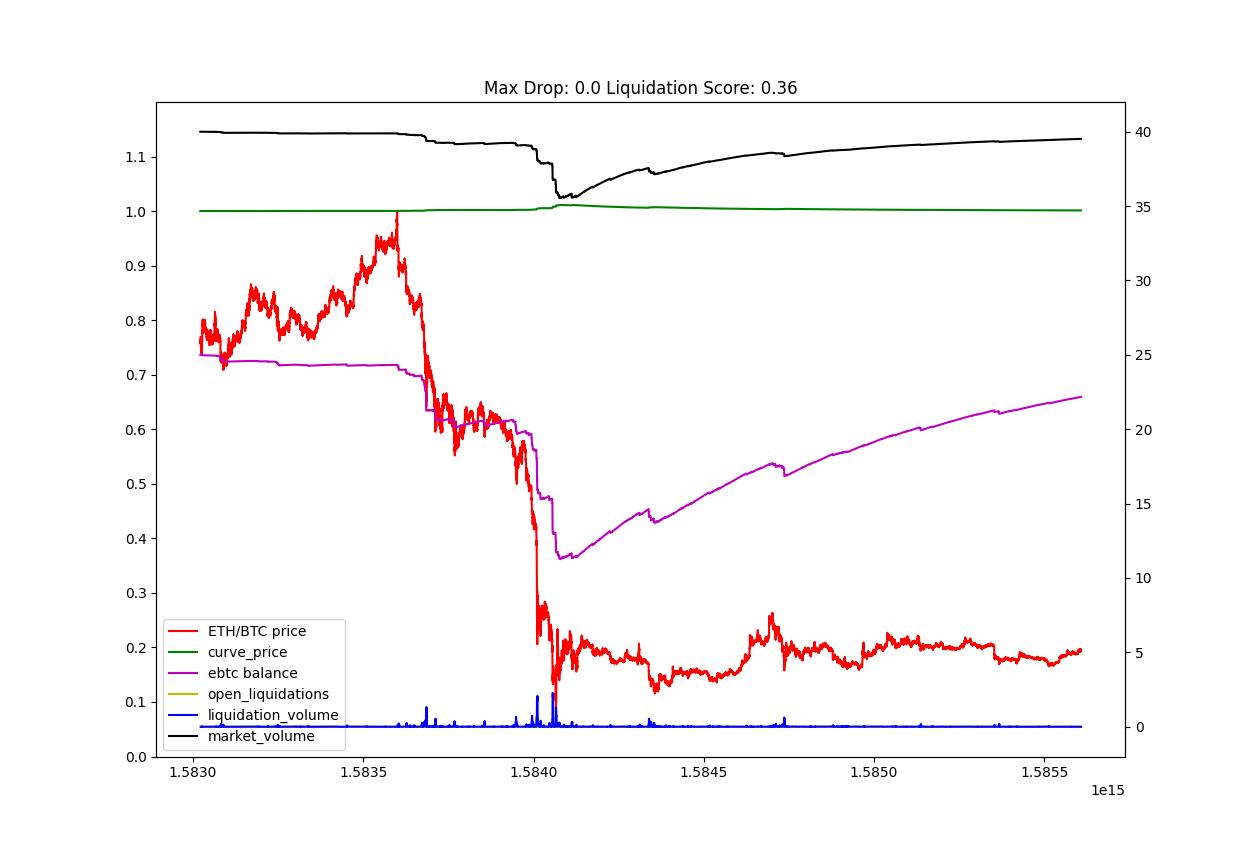 Max Drop: 0.0 Liquidation Score: 0.36
1.1
1.0
0.9
0.8
0.7
0.6
0.5
0.4
0.3
0.2
0.1
0.0
40
35
30
25
20
15
10
5
0
ETH/BTC price
curve_price
ebtc balance
open_liquidations
liquidation_volume
market_volume
1.5830 1.5835 1.5840 1.5845 1.5850 1.5855
1e15